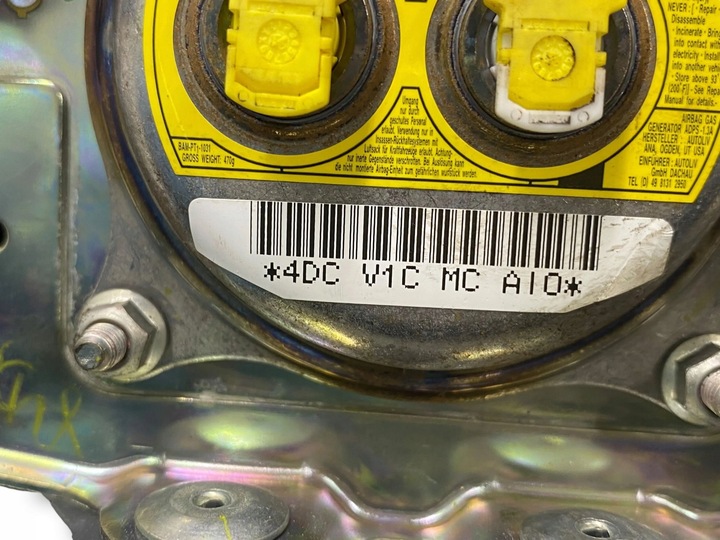 NEVER: [· Repair ·
Disassemble
· Incinerate · Bring
into contact with
electricity · Install
into another vehi
· Store above 93
(200°F)] - See Repair
Manual for details.
AIRBAG GAS
GENERATOR ADPS-1.3A
HERSTELLER : AUTOLIV
ANA, OGDEN, UT USA
EINFÜHRER : AUTOLIV
GmbH DACHAU
TEL (0) 49 8131 2950
Umgang
nur durch
geschultes Personal
erlaubt. Verwendung nur in
Insassen-Rückhaltesystemen mit
Luftsack für Kraftfahrzeuge erlaubt. Achtung-
nur inerte Gegenstände verschrotten. Bei Auslösung kann
die nicht montierte Airbag-Einheit zum gefährlichen wurfstück werden
BAM-PT1-1031
GROSS WEIGHT: 470g
*4DC V1C MC AIO*